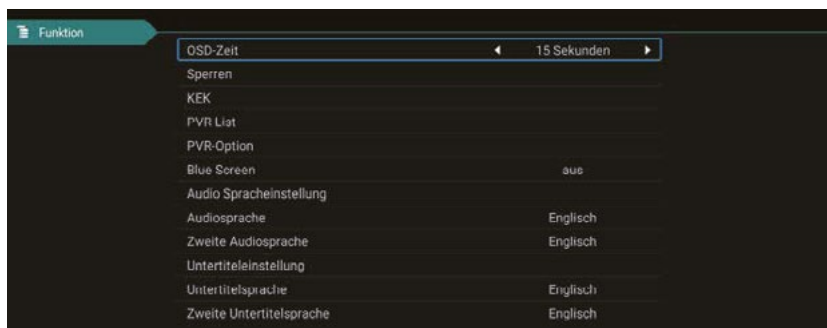 Funktion
OSD-Zeit 15 Sekunden
Sperren
KEK
PVR List
PVR-Option
Blue Screen aus
Audio Spracheinstellung
Audiosprache Englisch
Zweite Audiosprache Englisch
Untertiteleinstellung
Untertitelsprache Englisch
Zweite Untertitelsprache Englisch